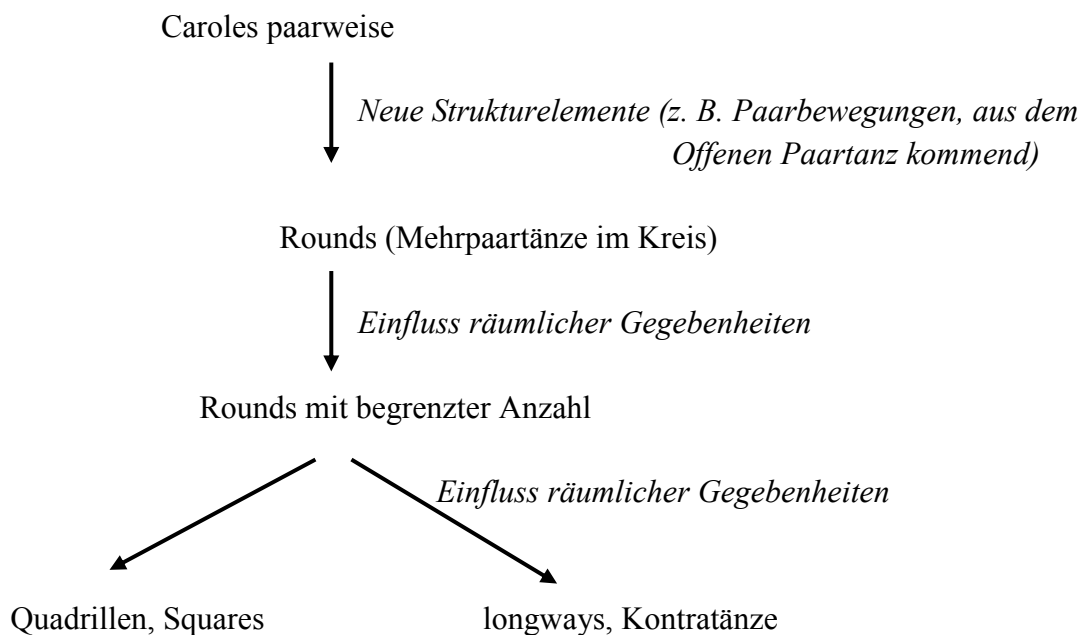 Caroles paarweise
Neue Strukturelemente (z. B. Paarbewegungen, aus dem
Offenen Paartanz kommend)
Rounds (Mehrpaartänze im Kreis)
Einfluss räumlicher Gegebenheiten
Rounds mit begrenzter Anzahl
Einfluss räumlicher Gegebenheiten
Quadrillen, Squares
longways, Kontratänze